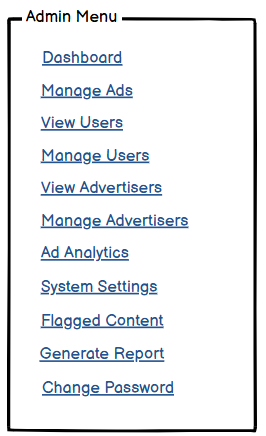 Admin Menu
Dashboard
Manage Ads
View Users
Manage Users
View Advertisers
Manage Advertisers
Ad Analytics
System Settings
Flagged Content
Generate Report
Change Password